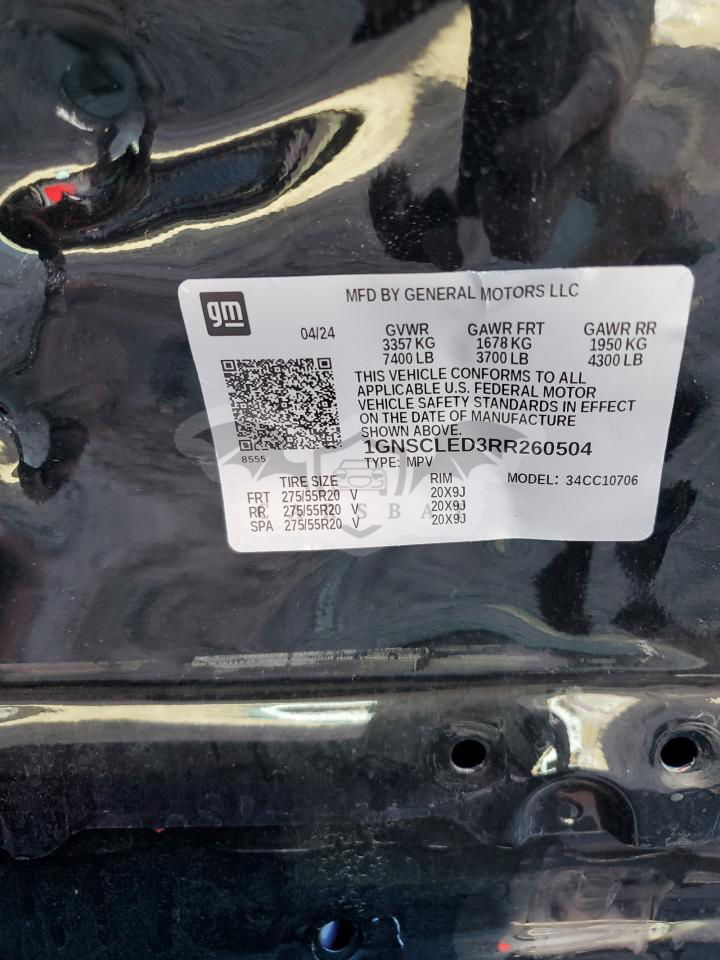 gm
MFD BY GENERAL MOTORS LLC
04/24 GVWR GAWR FRT GAWR RR
3357 KG 1678 KG 1950 KG
7400 LB 3700 LB 4300 LB
THIS VEHICLE CONFORMS TO ALL
APPLICABLE U.S. FEDERAL MOTOR
VEHICLE SAFETY STANDARDS IN EFFECT
ON THE DATE OF MANUFACTURE
SHOWN ABOVE.
8555
1GNSCLED3RR260504
TYPE: MPV
MODEL: 34CC10706
TIRE SIZE RIM
FRT 275/55R20 V 20X9J
RR 275/55R20 V 20X9J
SPA 275/55R20 V 20X9J